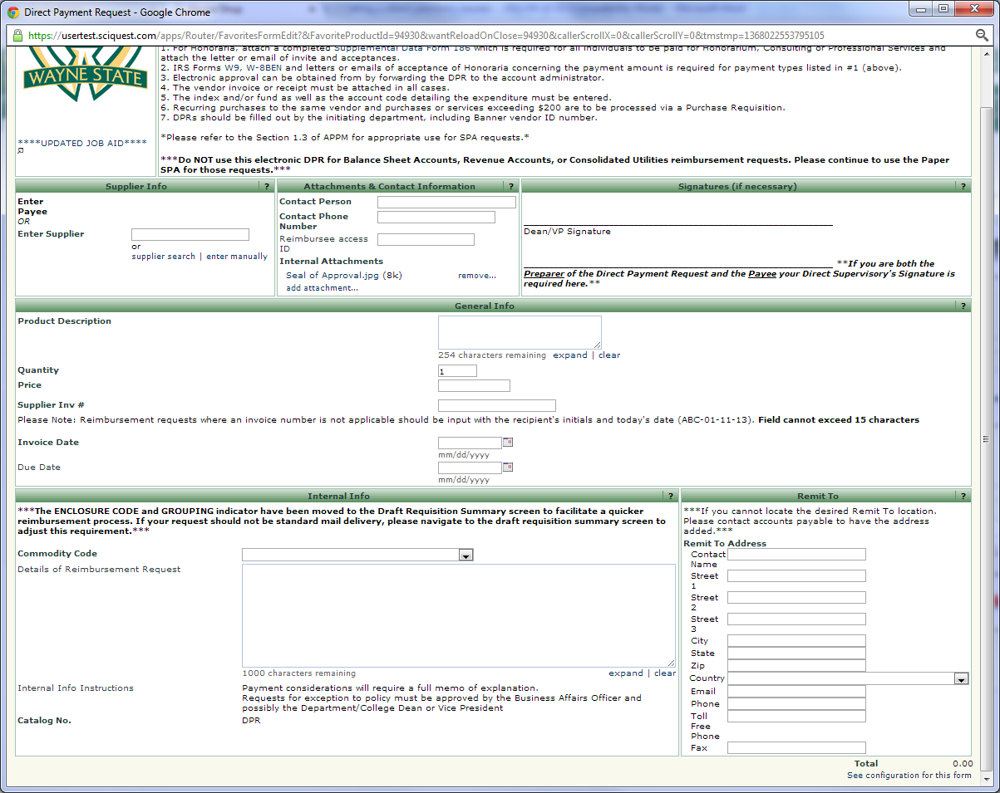 Direct Payment Request - Google Chrome
https://usertest.sciquest.com/apps/Router/FavoritesFormEdit?&FavoriteProductId=94930&wantReloadOnClose=94930&callerScrollX=0&callerScrollY=0&tmstmp=1368022553795105
WAYNE STATE
****UPDATED JOB AID****
1. For Honoraria, attach a completed Supplemental Data Form 186 which is required for all individuals to be paid for Honorarium, Consulting or Professional Services and
attach the letter or email of invite and acceptances.
2. IRS Forms W9, W-8BEN and letters or emails of acceptance of Honoraria concerning the payment amount is required for payment types listed in #1 (above).
3. Electronic approval can be obtained from by forwarding the DPR to the account administrator.
4. The vendor invoice or receipt must be attached in all cases.
5. The index and/or fund as well as the account code detailing the expenditure must be entered.
6. Recurring purchases to the same vendor and purchases or services exceeding $200 are to be processed via a Purchase Requisition.
7. DPRs should be filled out by the initiating department, including Banner vendor ID number.
*Please refer to the Section 1.3 of APPM for appropriate use for SPA requests.*
***Do NOT use this electronic DPR for Balance Sheet Accounts, Revenue Accounts, or Consolidated Utilities reimbursement requests. Please continue to use the Paper
SPA for those requests.***
Supplier Info ?
Enter
Payee
OR
Enter Supplier
or
supplier search | enter manually
Attachments & Contact Information ?
Contact Person
Contact Phone
Number
Reimbursee access
ID
Internal Attachments
Seal of Approval.jpg (8k) remove...
add attachment...
Signatures (if necessary) ?
Dean/VP Signature
**If you are both the
Preparer of the Direct Payment Request and the Payee your Direct Supervisory's Signature is
required here.**
General Info ?
Product Description
254 characters remaining expand | clear
Quantity 1
Price
Supplier Inv #
Please Note: Reimbursement requests where an invoice number is not applicable should be input with the recipient's initials and today's date (ABC-01-11-13). Field cannot exceed 15 characters
Invoice Date
mm/dd/yyyy
Due Date
mm/dd/yyyy
Internal Info ?
***The ENCLOSURE CODE and GROUPING indicator have been moved to the Draft Requisition Summary screen to facilitate a quicker
reimbursement process. If your request should not be standard mail delivery, please navigate to the draft requisition summary screen to
adjust this requirement.***
Commodity Code
Details of Reimbursement Request
1000 characters remaining expand | clear
Internal Info Instructions Payment considerations will require a full memo of explanation.
Requests for exception to policy must be approved by the Business Affairs Officer and
possibly the Department/College Dean or Vice President
Catalog No. DPR
Remit To ?
***If you cannot locate the desired Remit To location.
Please contact accounts payable to have the address
added.***
Remit To Address
Contact
Name
Street
1
Street
2
Street
3
City
State
Zip
Country
Email
Phone
Toll
Free
Phone
Fax
Total 0.00
See configuration for this form